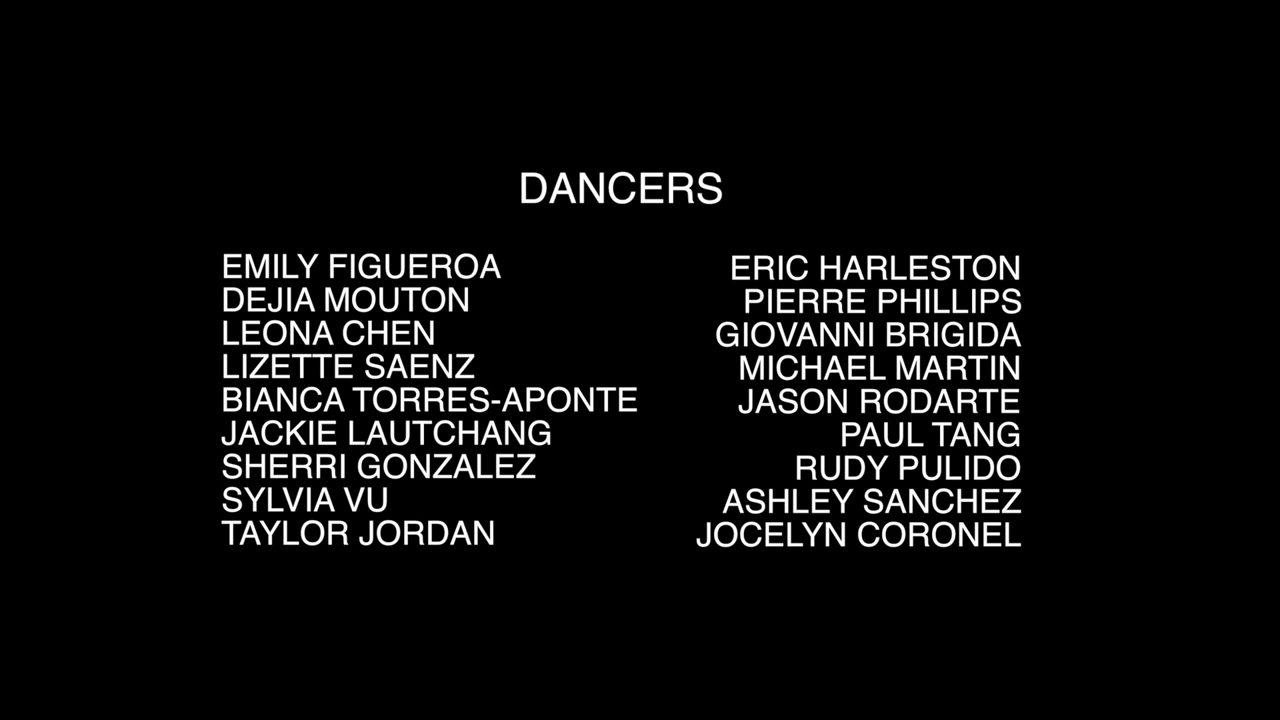 DANCERS
EMILY FIGUEROA
DEJIA MOUTON
LEONA CHEN
LIZETTE SAENZ
BIANCA TORRES-APONTE
JACKIE LAUTCHANG
SHERRI GONZALEZ
SYLVIA VU
TAYLOR JORDAN
ERIC HARLESTON
PIERRE PHILLIPS
GIOVANNI BRIGIDA
MICHAEL MARTIN
JASON RODARTE
PAUL TANG
RUDY PULIDO
ASHLEY SANCHEZ
JOCELYN CORONEL